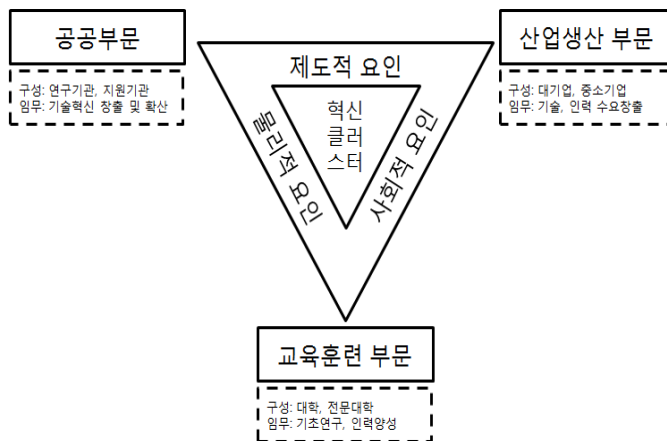 공공부문
구성: 연구기관, 지원기관
임무: 기술혁신 창출 및 확산
산업생산 부문
구성: 대기업, 중소기업
임무: 기술, 인력 수요창출
제도적 요인
물리적 요인
사회적 요인
혁신
클러
스터
교육훈련 부문
구성: 대학, 전문대학
임무: 기초연구, 인력양성